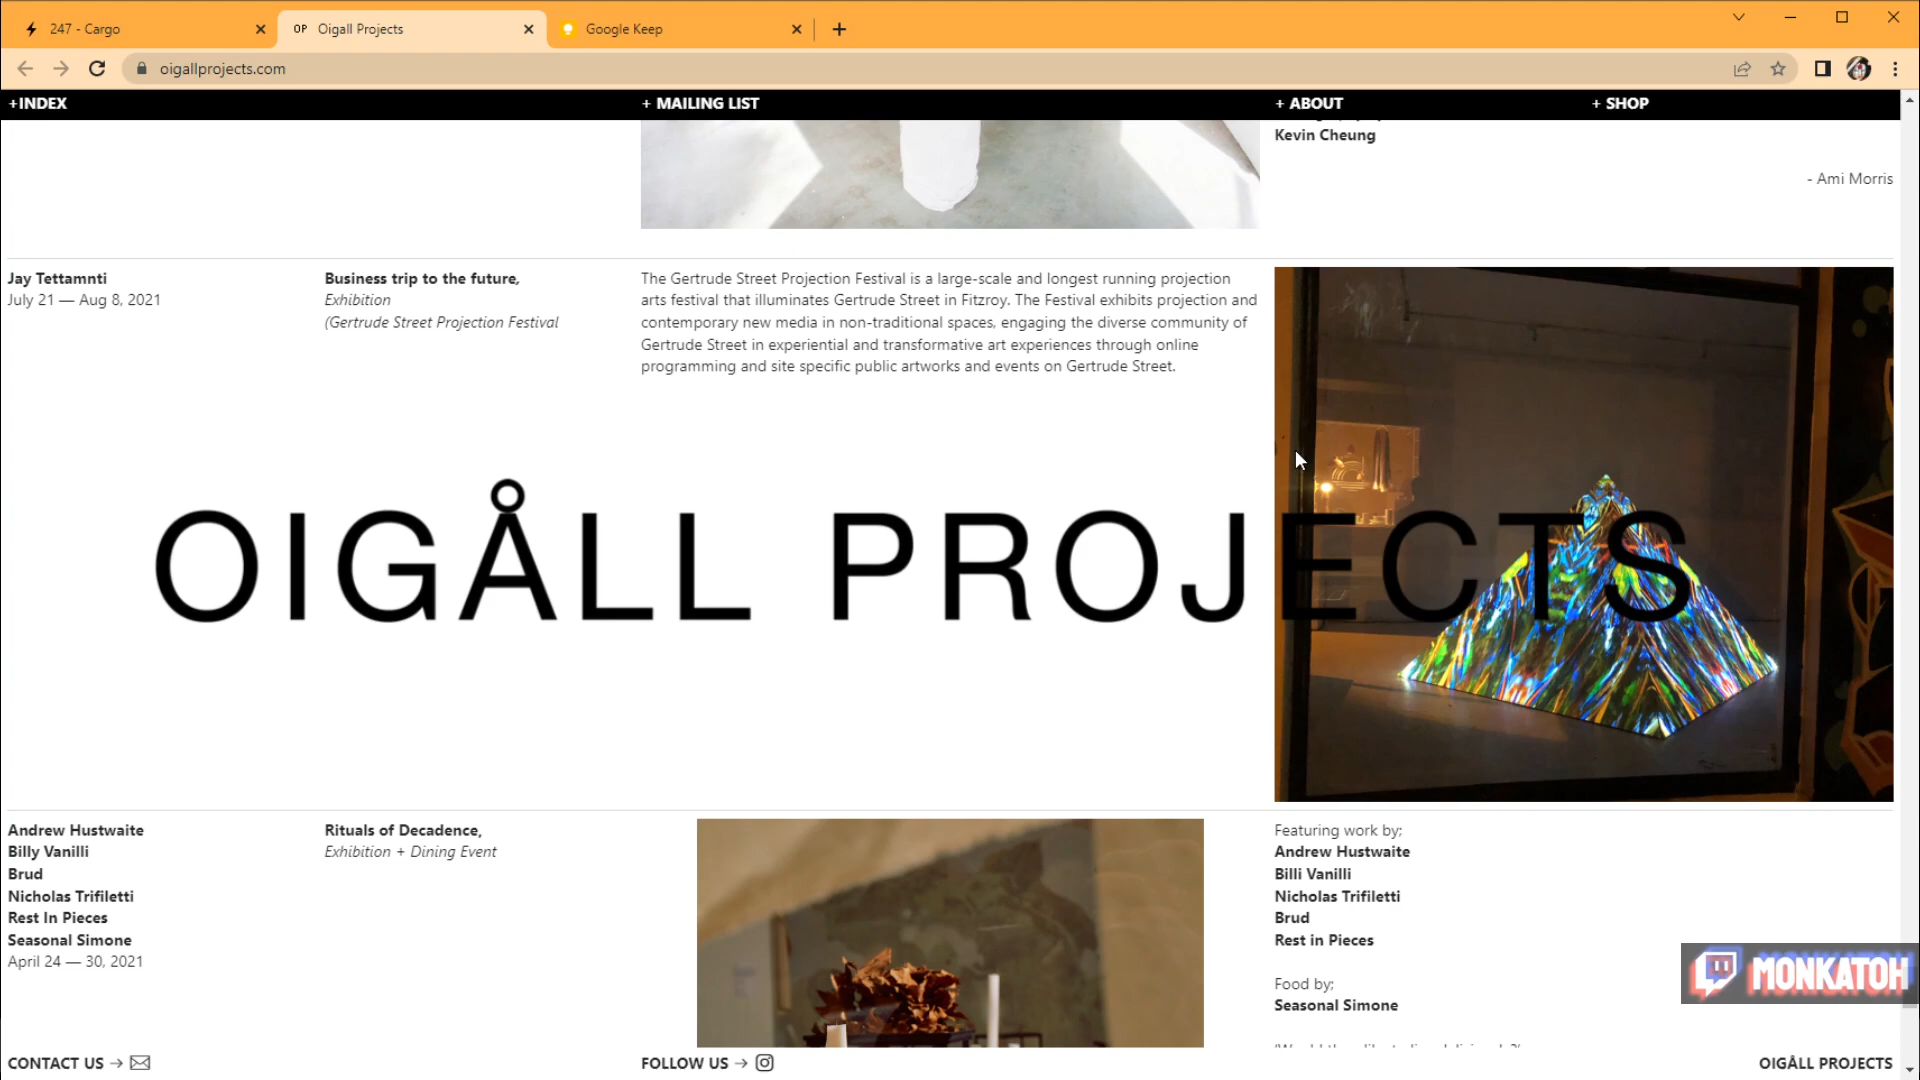 247 - Cargo
OP Oigall Projects
Google Keep
oigallprojects.com
+INDEX
+ MAILING LIST
+ ABOUT
+ SHOP
Kevin Cheung
- Ami Morris
Jay Tettamnti
July 21 — Aug 8, 2021
Business trip to the future,
Exhibition
(Gertrude Street Projection Festival
The Gertrude Street Projection Festival is a large-scale and longest running projection
arts festival that illuminates Gertrude Street in Fitzroy. The Festival exhibits projection and
contemporary new media in non-traditional spaces, engaging the diverse community of
Gertrude Street in experiential and transformative art experiences through online
programming and site specific public artworks and events on Gertrude Street.
OIGÅLL PROJECTS
Andrew Hustwaite
Billy Vanilli
Brud
Nicholas Trifiletti
Rest In Pieces
Seasonal Simone
April 24 — 30, 2021
Rituals of Decadence,
Exhibition + Dining Event
Featuring work by;
Andrew Hustwaite
Billi Vanilli
Nicholas Trifiletti
Brud
Rest in Pieces
Food by;
Seasonal Simone
MONKATOH
CONTACT US →
FOLLOW US →
OIGÅLL PROJECTS